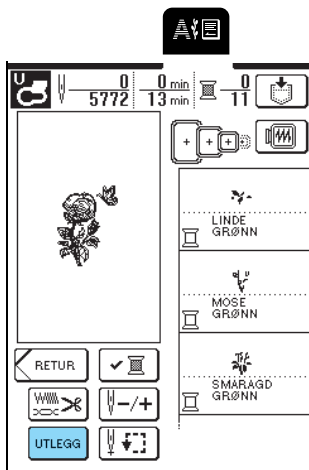 A
U
0 0 min 0
5772 13 min 11
LINDE
GRØNN
MOSE
GRØNN
SMARAGD
GRØNN
RETUR
-/+
UTLEGG